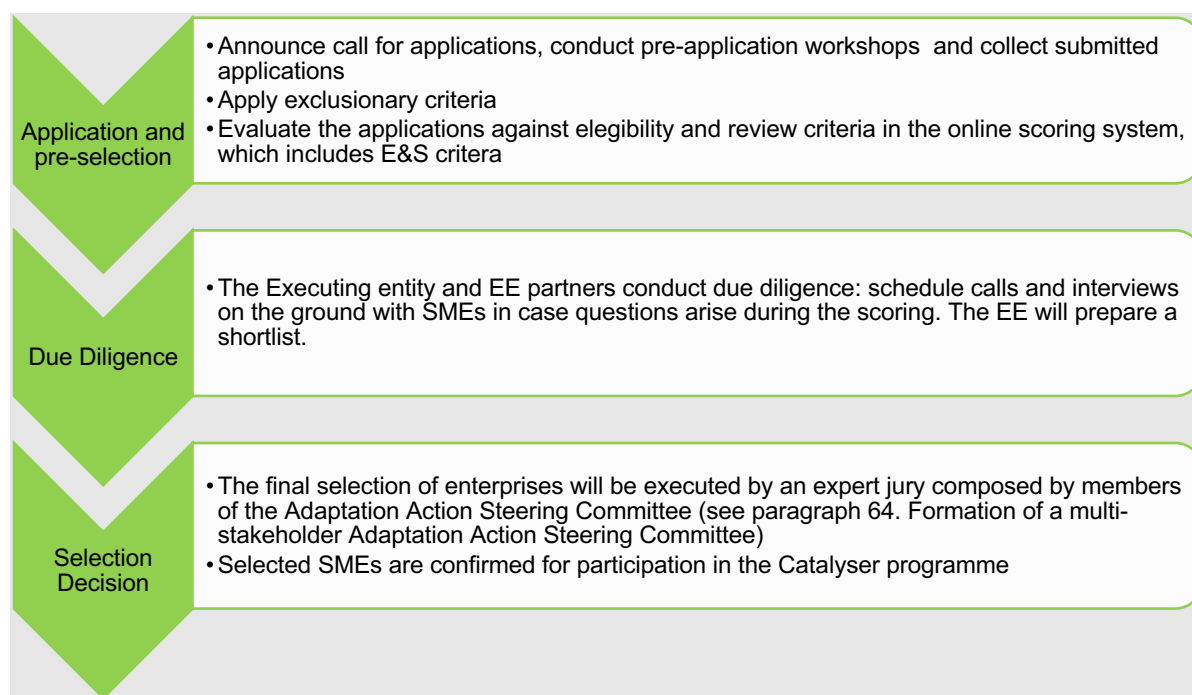 Application and
pre-selection
•Announce call for applications, conduct pre-application workshops  and collect submitted
applications
•Apply exclusionary criteria
•Evaluate the applications against elegibility and review criteria in the online scoring system,
which includes E&S critera
Due Diligence
•The Executing entity and EE partners conduct due diligence: schedule calls and interviews
on the ground with SMEs in case questions arise during the scoring. The EE will prepare a
shortlist.
Selection
Decision
•The final selection of enterprises will be executed by an expert jury composed by members
of the Adaptation Action Steering Committee (see paragraph 64. Formation of a multi-
stakeholder Adaptation Action Steering Committee)
•Selected SMEs are confirmed for participation in the Catalyser programme